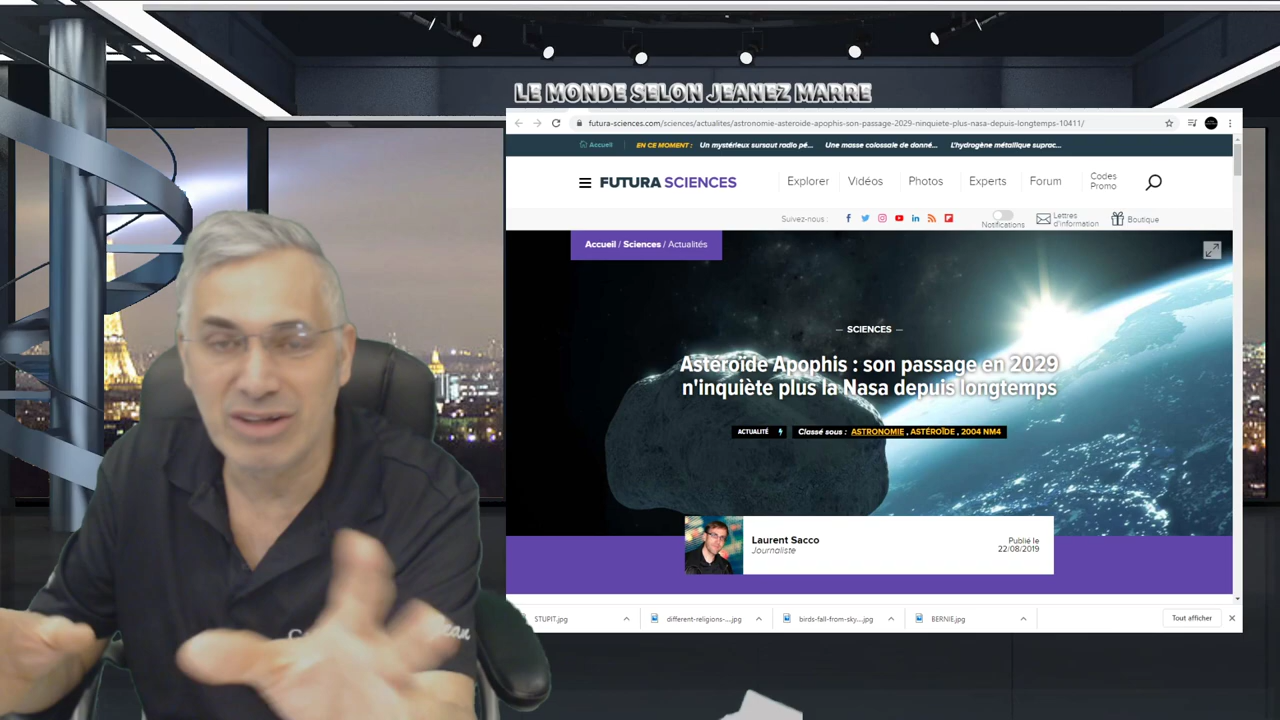 LE MONDE SELON JEANEZ MARRE
futura-sciences.com/sciences/actualites/astronomie-asteroide-apophis-son-passage-2029-ninquiete-plus-nasa-depuis-longtemps-10411/
Accueil | EN CE MOMENT : Un mystérieux sursaut radio pé... Une masse colossale de donné... L'hydrogène métallique suprac...
FUTURA SCIENCES
Explorer Vidéos Photos Experts Forum Codes Promo
Suivez-nous : Notifications Lettres d'information Boutique
Accueil / Sciences / Actualités
— SCIENCES —
Astéroïde Apophis : son passage en 2029
n'inquiète plus la Nasa depuis longtemps
ACTUALITÉ Classé sous : ASTRONOMIE , ASTÉROÏDE , 2004 NM4
Laurent Sacco
Journaliste
Publié le
22/08/2019
STUPIT.jpg different-religions-....jpg birds-fall-from-sky....jpg BERNIE.jpg Tout afficher